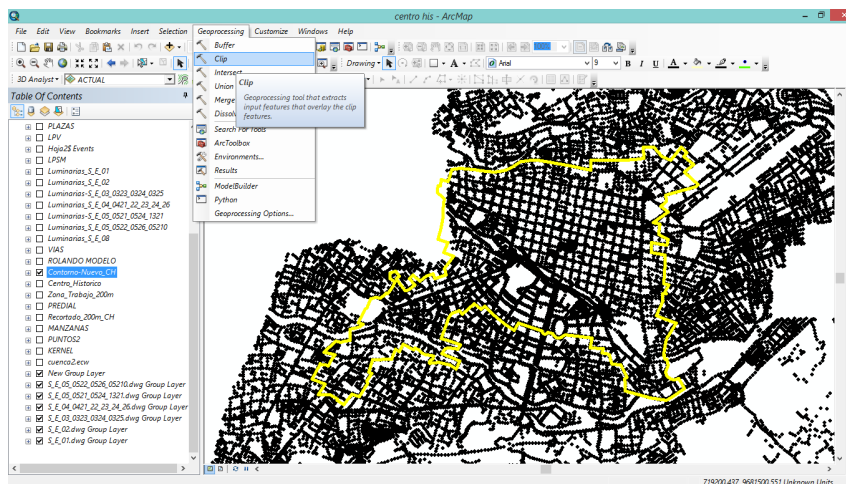 centro his - ArcMap
File Edit View Bookmarks Insert Selection Geoprocessing Customize Windows Help
Drawing
Arial
9
B I U A
3D Analyst
ACTUAL
Table Of Contents
PLAZAS
LPV
Hoja2$ Events
LPSM
Luminarias_S_E_01
Luminarias_S_E_02
Luminarias-S_E_03_0323_0324_0325
Luminarias_S_E_04_0421_22_23_24_26
Luminarias-S_E_05_0521_0524_1321
Luminarias_S_E_05_0522_0526_05210
Luminarias_S_E_08
VIAS
ROLANDO MODELO
Contorno-Nuevo_CH
Centro_Historico
Zona_Trabajo_200m
PREDIAL
Recortado_200m_CH
MANZANAS
PUNTOS2
KERNEL
cuenca2.ecw
New Group Layer
S_E_05_0522_0526_05210.dwg Group Layer
S_E_05_0521_0524_1321.dwg Group Layer
S_E_04_0421_22_23_24_26.dwg Group Layer
S_E_03_0323_0324_0325.dwg Group Layer
S_E_02.dwg Group Layer
S_E_01.dwg Group Layer
Buffer
Clip
Intersect
Union
Merge
Dissol
Search For Tools
ArcToolbox
Environments...
Results
ModelBuilder
Python
Geoprocessing Options...
Clip
Geoprocessing tool that extracts
input features that overlay the clip
features.
719200.437 9681500.551 Unknown Units